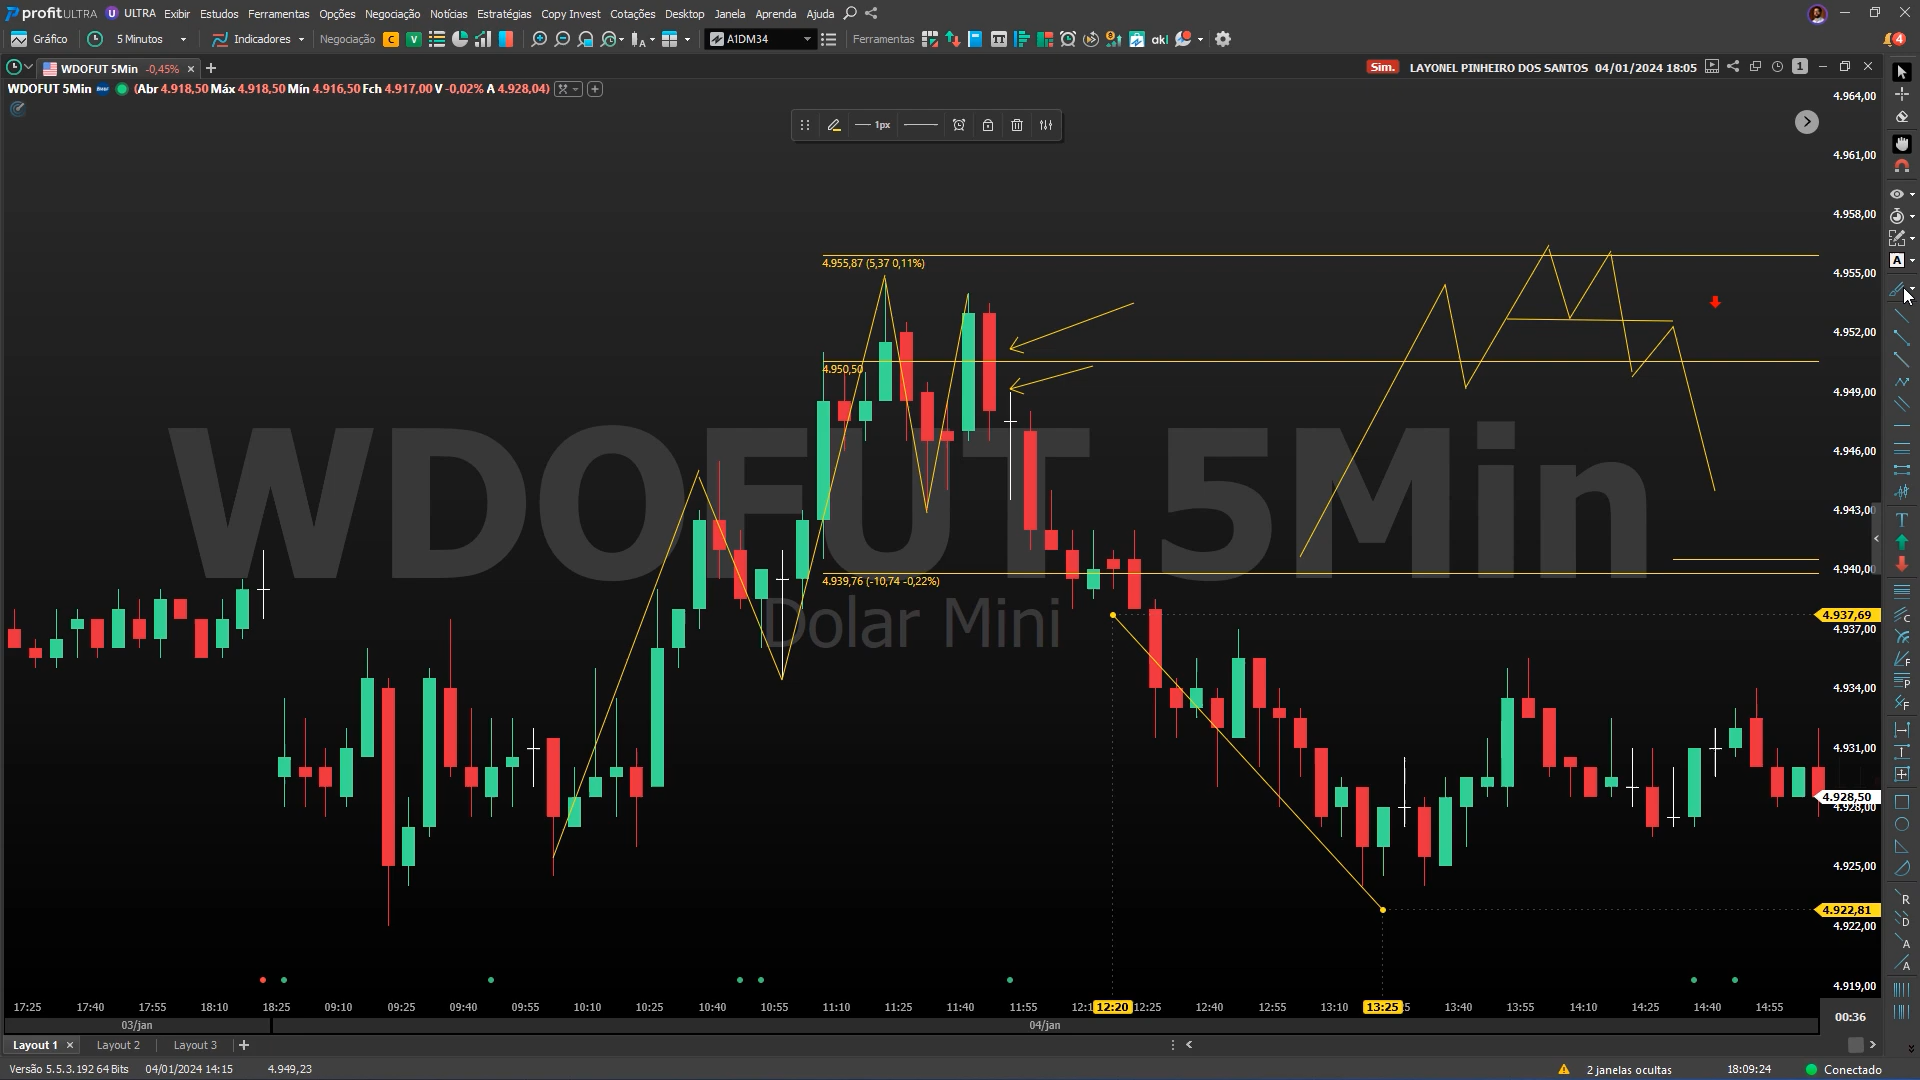 profitULTRA U ULTRA Exibir Estudos Ferramentas Opções Negociação Notícias Estratégias Copy Invest Cotações Desktop Janela Aprenda Ajuda
Gráfico 5 Minutos Indicadores Negociação C V A1DM34 Ferramentas akl 4
WDOFUT 5Min -0,45% × + Sim. LAYONEL PINHEIRO DOS SANTOS 04/01/2024 18:05 1
WDOFUT 5Min (Abr 4.918,50 Máx 4.918,50 Mín 4.916,50 Fch 4.917,00 V -0,02% A 4.928,04)
1px
4.964,00
4.961,00
4.958,00
4.955,87 (5,37 0,11%)
4.955,00
4.952,00
4.950,50
4.949,00
4.946,00
WDOFUT 5Min
4.943,00
4.940,00
4.939,76 (-10,74 -0,22%)
Dolar Mini
4.937,69
4.937,00
4.934,00
4.931,00
4.928,50
4.928,00
4.925,00
4.922,81
4.922,00
4.919,00
17:25 17:40 17:55 18:10 18:25 09:10 09:25 09:40 09:55 10:10 10:25 10:40 10:55 11:10 11:25 11:40 11:55 12:20 12:25 12:40 12:55 13:10 13:25 13:40 13:55 14:10 14:25 14:40 14:55
00:36
03/jan 04/jan
Layout 1 × Layout 2 Layout 3 +
Versão 5.5.3.192 64 Bits 04/01/2024 14:15 4.949,23 2 janelas ocultas 18:09:24 Conectado